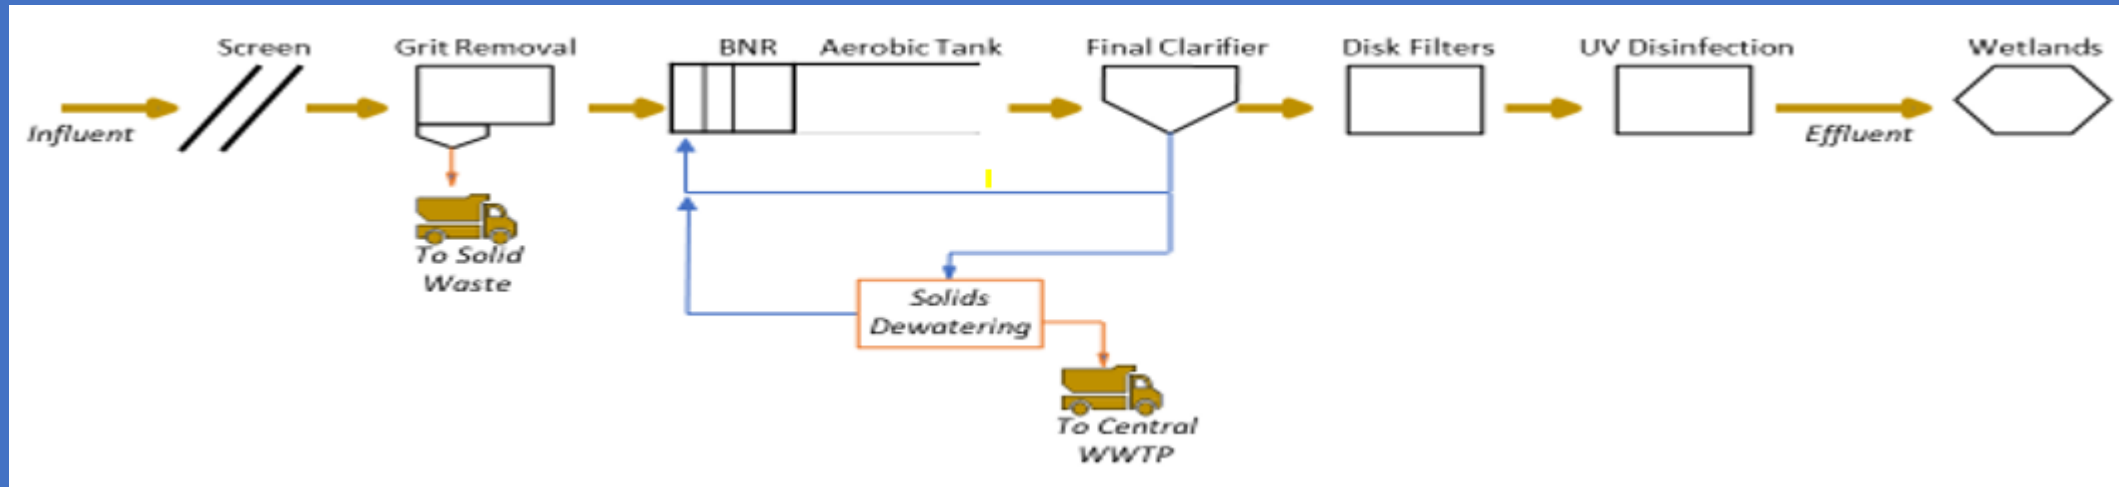 Screen
Grit Removal
BNR
Aerobic Tank
Final Clarifier
Disk Filters
UV Disinfection
Wetlands
Influent
Effluent
To Solid
Waste
Solids
Dewatering
To Central
WWTP